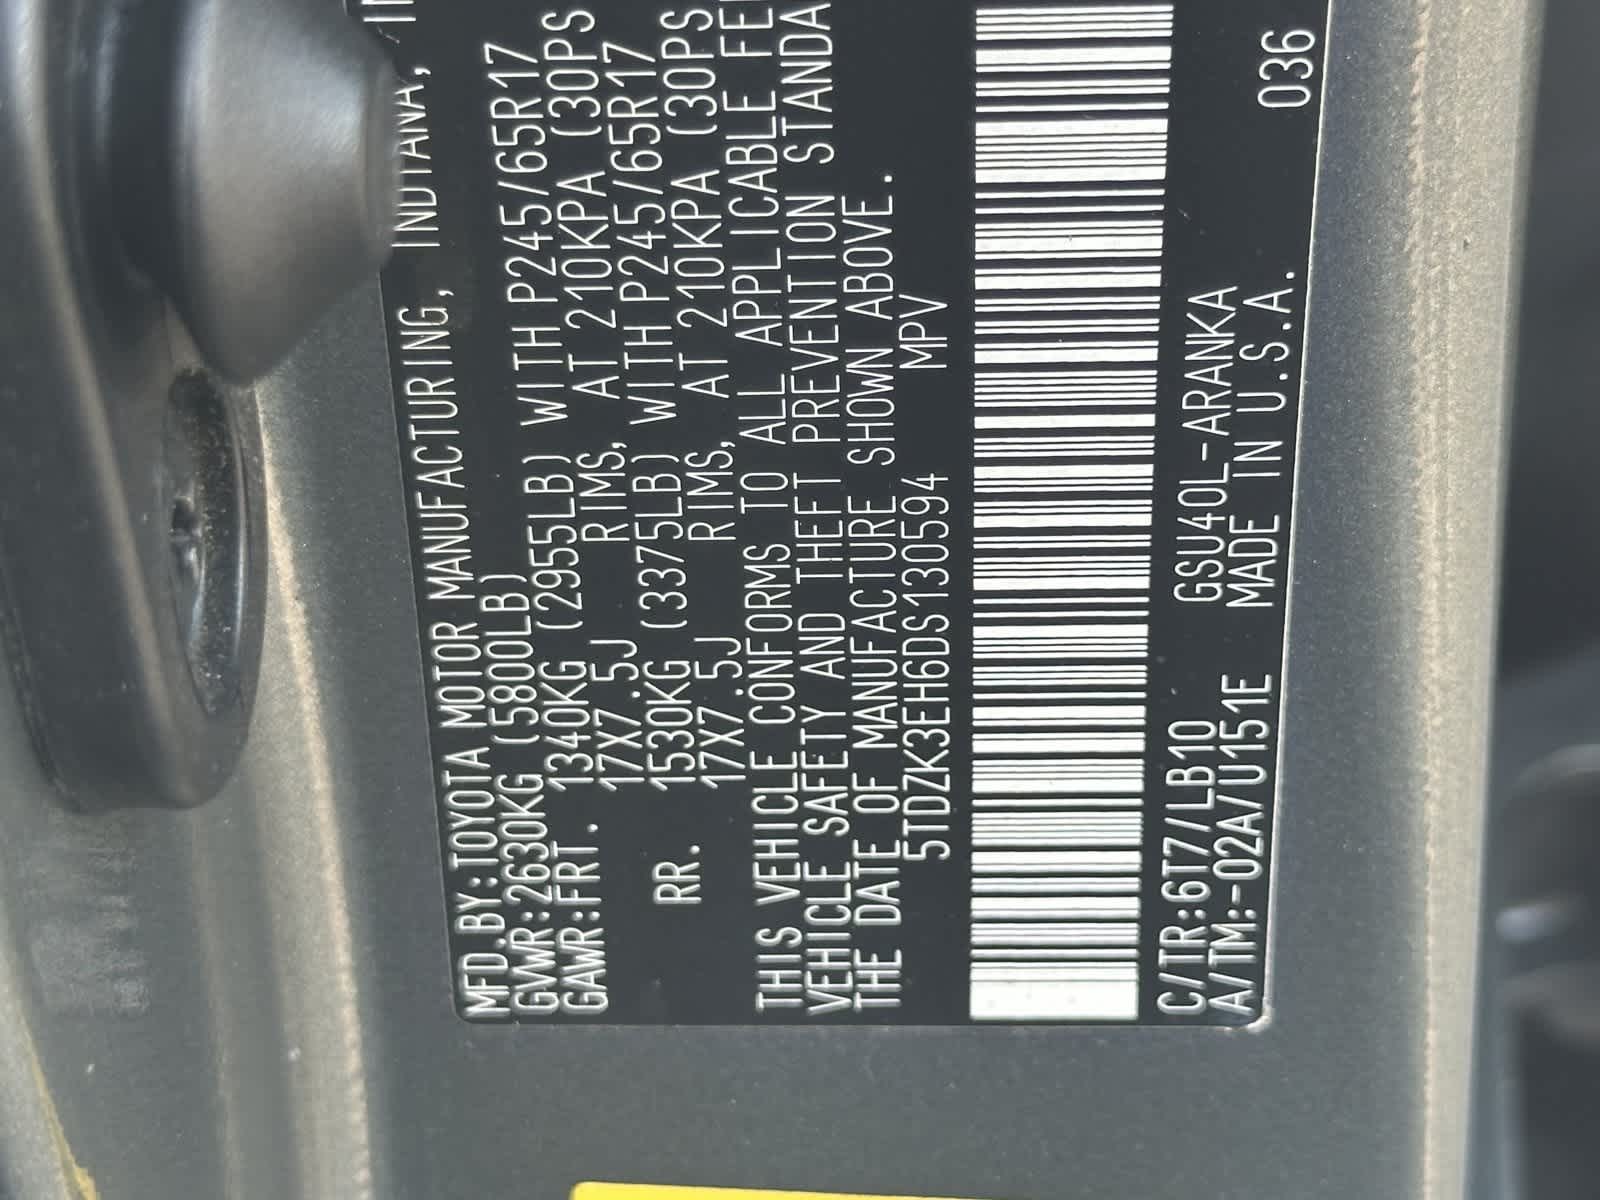 MFD.BY:TOYOTA MOTOR MANUFACTURING, INDIANA,
GVWR:2630KG (5800LB)
GAWR:FRT. 1340KG (2955LB) WITH P245/65R17
17X7.5J RIMS, AT 210KPA (30PS
RR. 1530KG (3375LB) WITH P245/65R17
17X7.5J RIMS, AT 210KPA (30PS
THIS VEHICLE CONFORMS TO ALL APPLICABLE FE
VEHICLE SAFETY AND THEFT PREVENTION STANDA
THE DATE OF MANUFACTURE SHOWN ABOVE.
5TDZK3EH6DS130594 MPV
C/TR:6T7/LB10 GSU40L-ARANKA
A/TM:-02A/U151E MADE IN U.S.A. 036